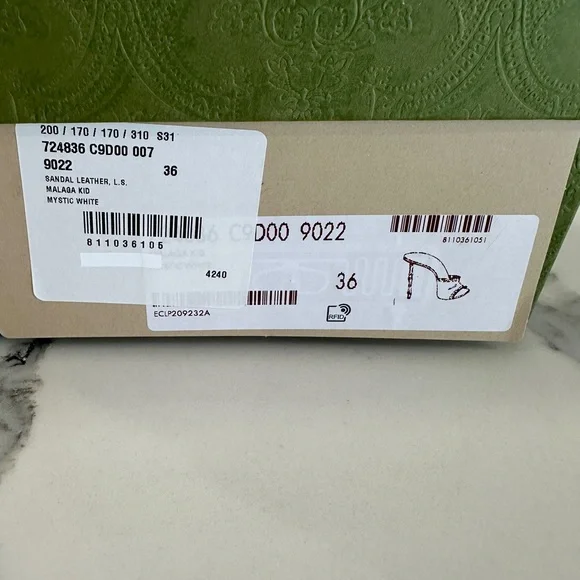 200 / 170 / 170 / 310 S31
724836 C9D00 007
9022 36
SANDAL LEATHER, L.S.
MALAGA KID
MYSTIC WHITE
811036105
4240
C9D00 9022
8110361051
36
ECLP209232A
RFID